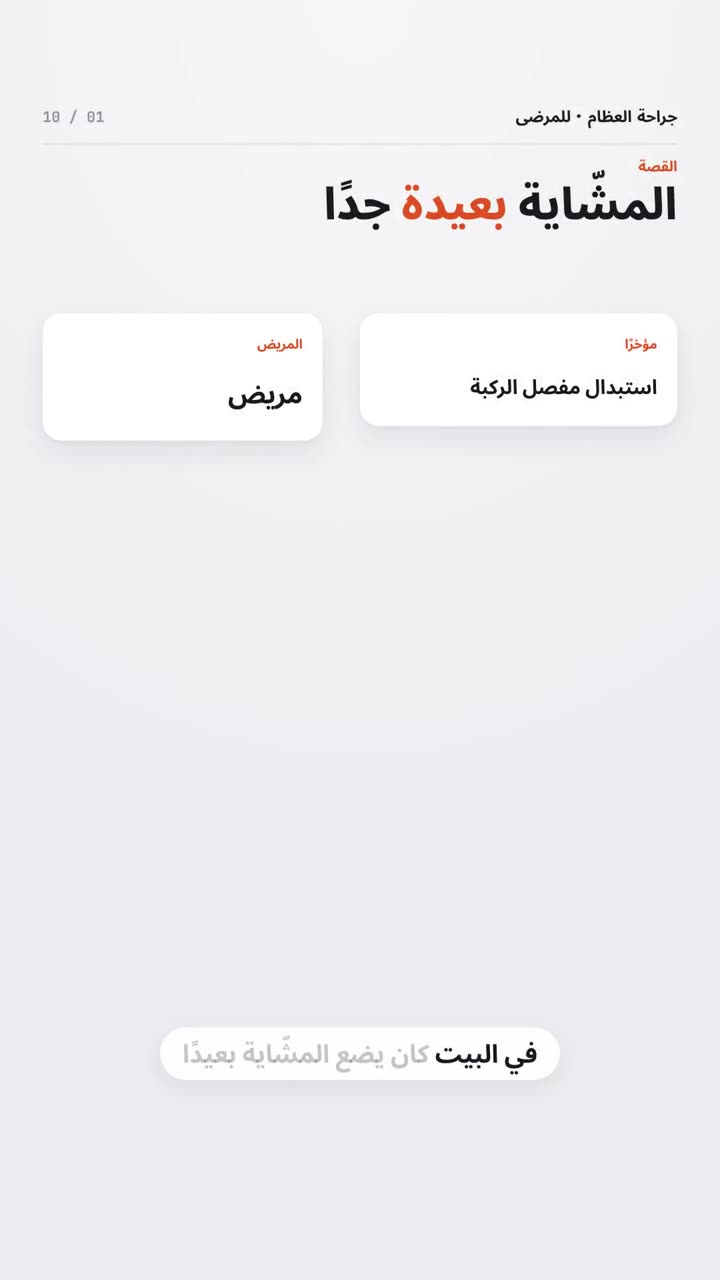 جراحة العظام • للمرضى
01 / 10
القصة
المشّاية بعيدة جدًا
مؤخرًا
استبدال مفصل الركبة
المريض
مريض
في البيت كان يضع المشّاية بعيدًا